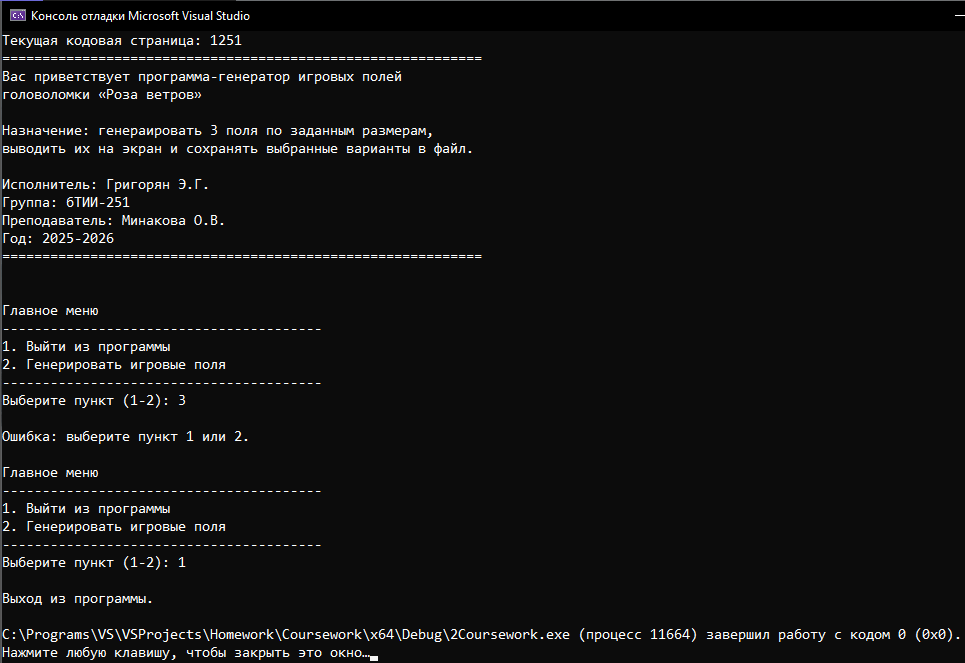 Консоль отладки Microsoft Visual Studio
Текущая кодовая страница: 1251
============================================================
Вас приветствует программа-генератор игровых полей
головоломки «Роза ветров»
Назначение: генераировать 3 поля по заданным размерам,
выводить их на экран и сохранять выбранные варианты в файл.
Исполнитель: Григорян Э.Г.
Группа: бТИИ-251
Преподаватель: Минакова О.В.
Год: 2025-2026
============================================================
Главное меню
----------------------------------------
1. Выйти из программы
2. Генерировать игровые поля
----------------------------------------
Выберите пункт (1-2): 3
Ошибка: выберите пункт 1 или 2.
Главное меню
----------------------------------------
1. Выйти из программы
2. Генерировать игровые поля
----------------------------------------
Выберите пункт (1-2): 1
Выход из программы.
C:\Programs\VS\VSProjects\Homework\Coursework\x64\Debug\2Coursework.exe (процесс 11664) завершил работу с кодом 0 (0x0).
Нажмите любую клавишу, чтобы закрыть это окно…